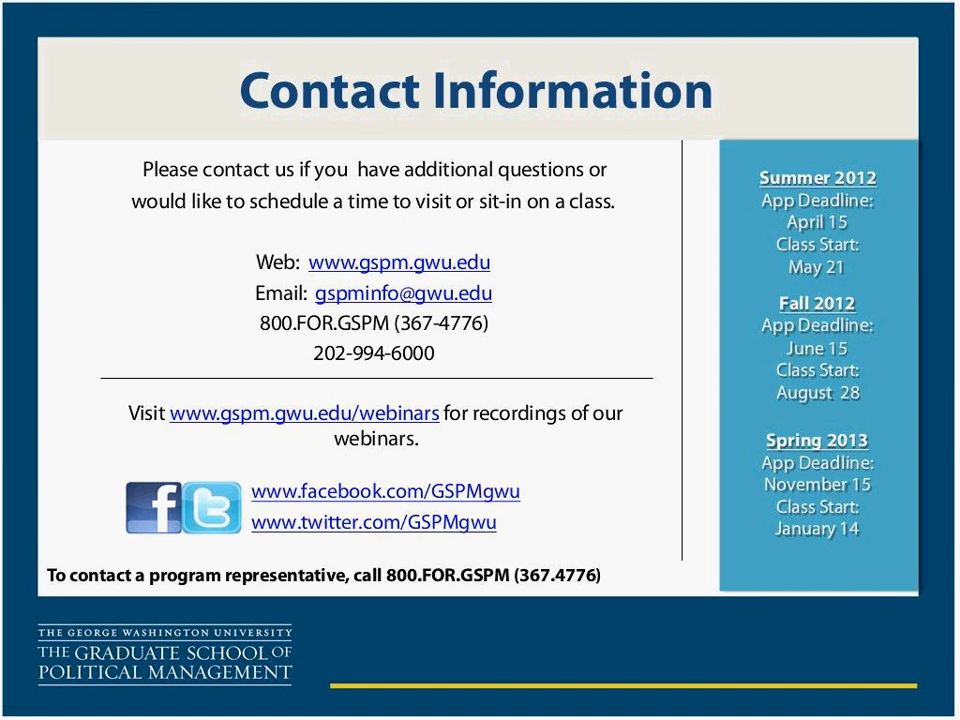 Contact Information
Please contact us if you have additional questions or
would like to schedule a time to visit or sit-in on a class.
Web: www.gspm.gwu.edu
Email: gspminfo@gwu.edu
800.FOR.GSPM (367-4776)
202-994-6000
Visit www.gspm.gwu.edu/webinars for recordings of our
webinars.
www.facebook.com/GSPMgwu
www.twitter.com/GSPMgwu
To contact a program representative, call 800.FOR.GSPM (367.4776)
Summer 2012
App Deadline:
April 15
Class Start:
May 21
Fall 2012
App Deadline:
June 15
Class Start:
August 28
Spring 2013
App Deadline:
November 15
Class Start:
January 14
THE GEORGE WASHINGTON UNIVERSITY
THE GRADUATE SCHOOL OF
POLITICAL MANAGEMENT